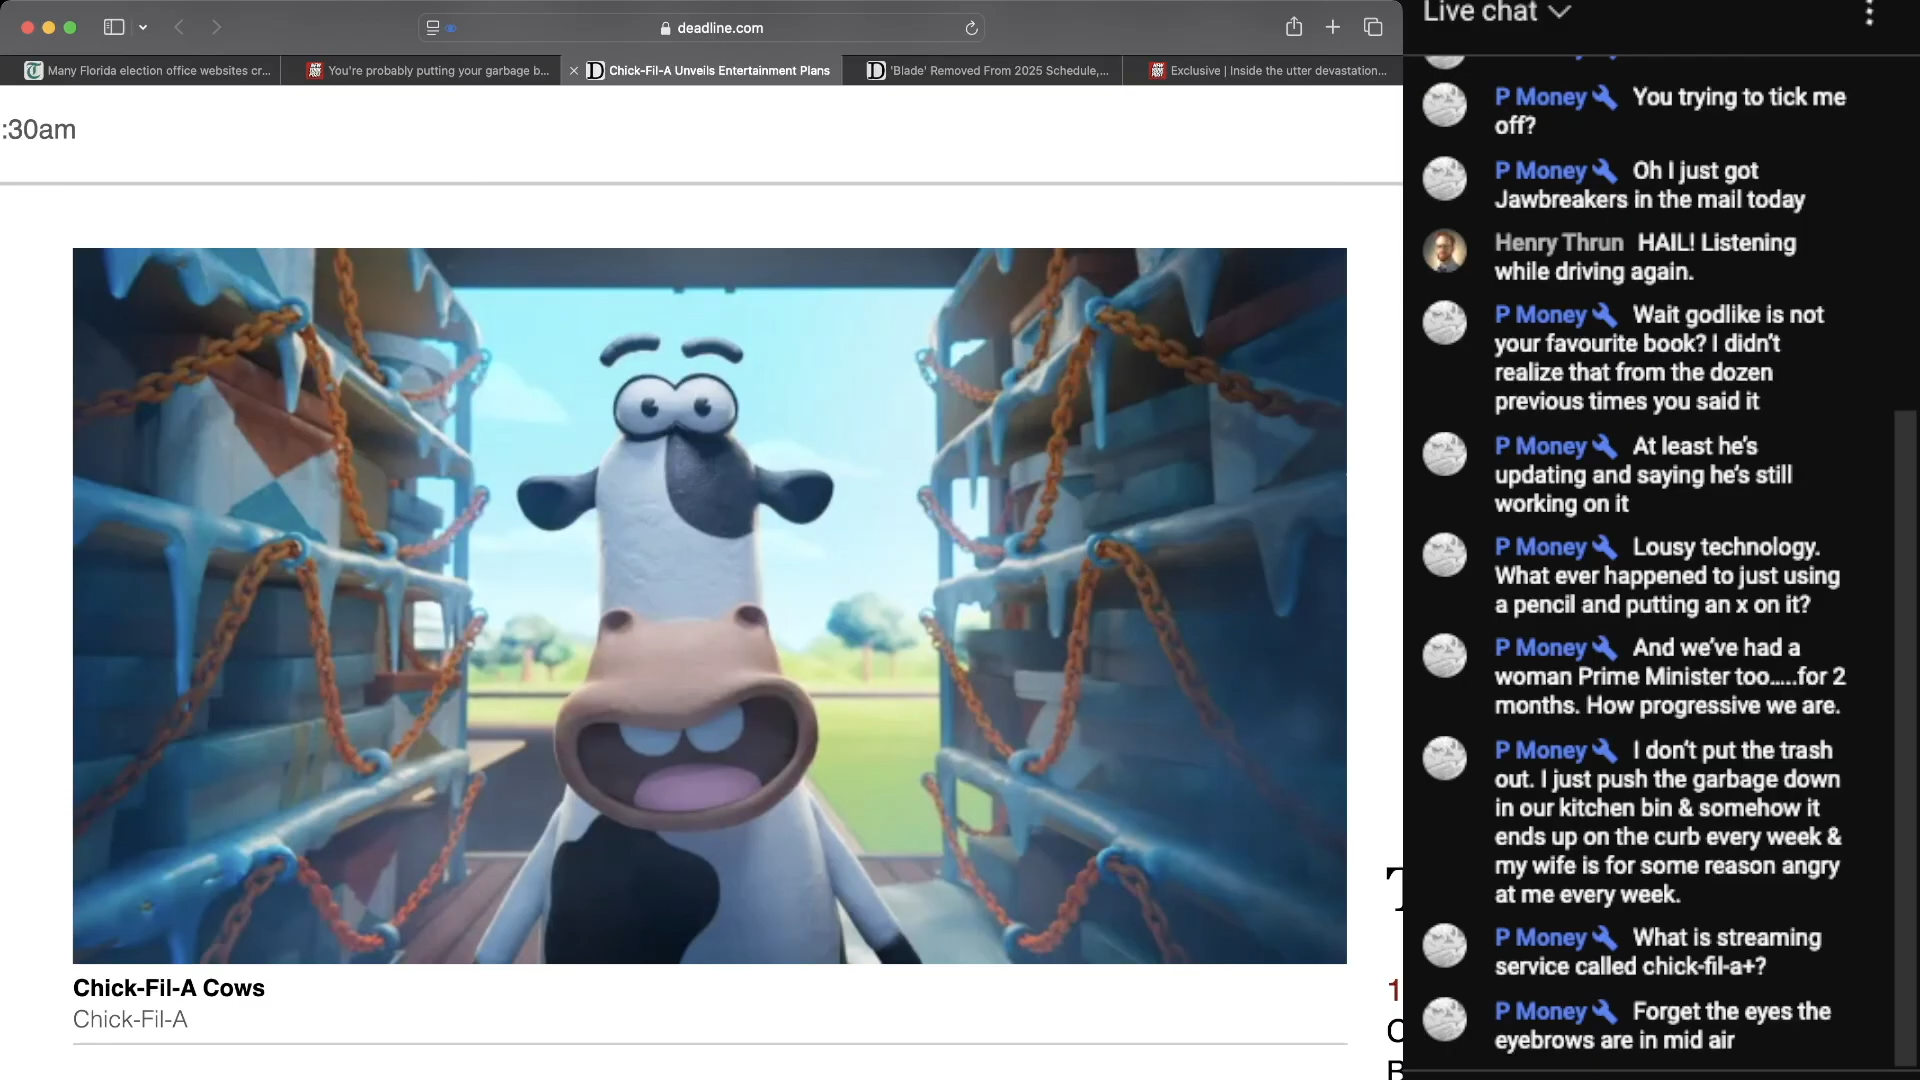 deadline.com
Many Florida election office websites cr...
You're probably putting your garbage b...
Chick-Fil-A Unveils Entertainment Plans
'Blade' Removed From 2025 Schedule,...
Exclusive | Inside the utter devastation...
:30am
Chick-Fil-A Cows
Chick-Fil-A
Live chat
P Money You trying to tick me
off?
P Money Oh I just got
Jawbreakers in the mail today
Henry Thrun HAIL! Listening
while driving again.
P Money Wait godlike is not
your favourite book? I didn't
realize that from the dozen
previous times you said it
P Money At least he's
updating and saying he's still
working on it
P Money Lousy technology.
What ever happened to just using
a pencil and putting an x on it?
P Money And we've had a
woman Prime Minister too.....for 2
months. How progressive we are.
P Money I don't put the trash
out. I just push the garbage down
in our kitchen bin & somehow it
ends up on the curb every week &
my wife is for some reason angry
at me every week.
P Money What is streaming
service called chick-fil-a+?
P Money Forget the eyes the
eyebrows are in mid air